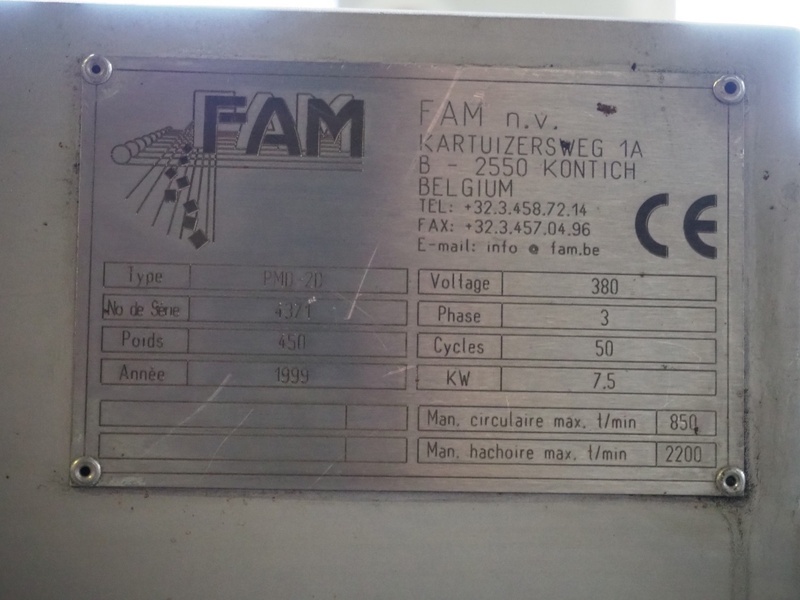 FAM
FAM n.v.
KARTUIZERSWEG 1A
B - 2550 KONTICH
BELGIUM
TEL: +32.3.458.72.14
FAX: +32.3.457.04.96
E-mail: info @ fam.be
CE
Type
No de Série 4371
Poids 450
Année 1999
Voltage 380
Phase 3
Cycles 50
KW 7.5
Man. circulaire max. t/min 850
Man. hachoire max. t/min 2200